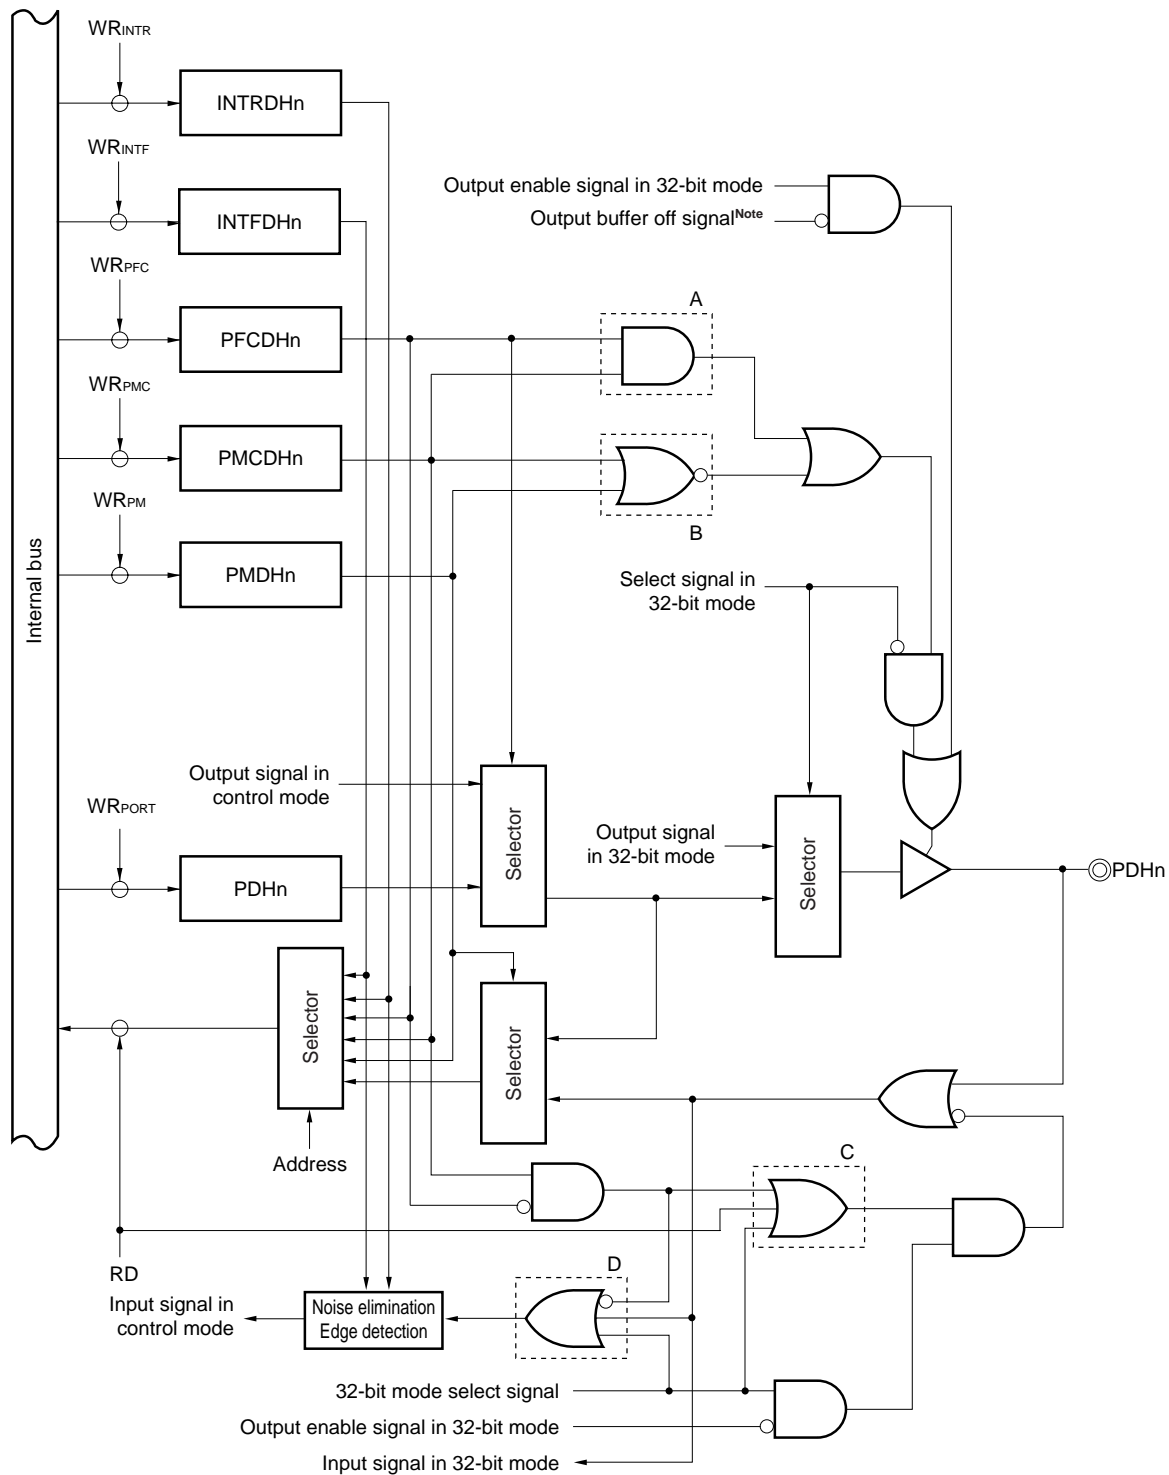 WRINTR
INTRDHn
WRINTF
INTFDHn
Output enable signal in 32-bit mode
Output buffer off signalNote
WRPFC
PFCDHn
A
WRPMC
PMCDHn
B
WRPM
PMDHn
Internal bus
Select signal in
32-bit mode
Output signal in
control mode
Selector
WRPORT
PDHn
Output signal
in 32-bit mode
Selector
PDHn
Selector
Selector
Address
C
RD
D
Input signal in
control mode
Noise elimination
Edge detection
32-bit mode select signal
Output enable signal in 32-bit mode
Input signal in 32-bit mode